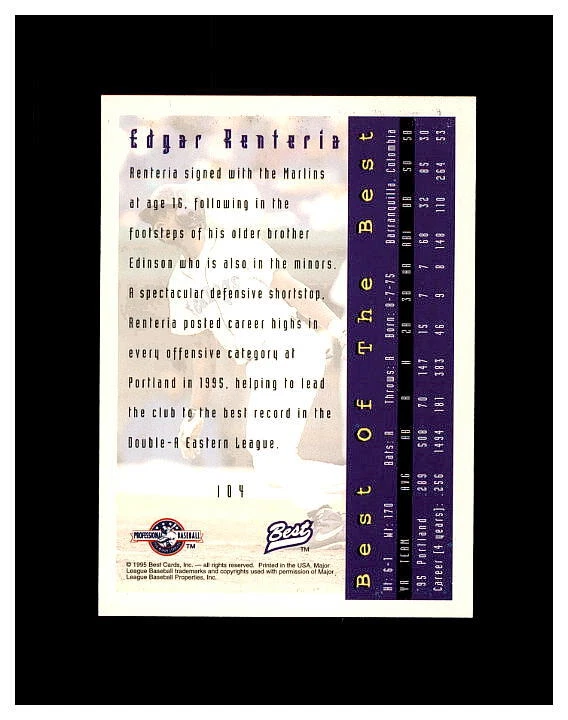 Edgar Renteria
Renteria signed with the Marlins
at age 16, following in the
footsteps of his older brother
Edinson who is also in the minors.
A spectacular defensive shortstop,
Renteria posted career highs in
every offensive category at
Portland in 1995, helping to lead
the club to the best record in the
Double-A Eastern League.
104
PROFESSIONAL BASEBALL TM
Best TM
© 1995 Best Cards, Inc. — all rights reserved. Printed in the USA. Major
League Baseball trademarks and copyrights used with permission of Major
League Baseball Properties, Inc.
Best Of The Best
Ht: 6-1 Wt: 170 Bats: R Throws: R Born: 8-7-75 Barranquilla, Colombia
YR TEAM AVG AB R H 2B 3B HR RBI BB SO SB
'95 Portland .289 508 70 147 15 7 7 68 32 85 30
Career (4 years): .256 1494 181 383 46 9 8 148 110 264 53